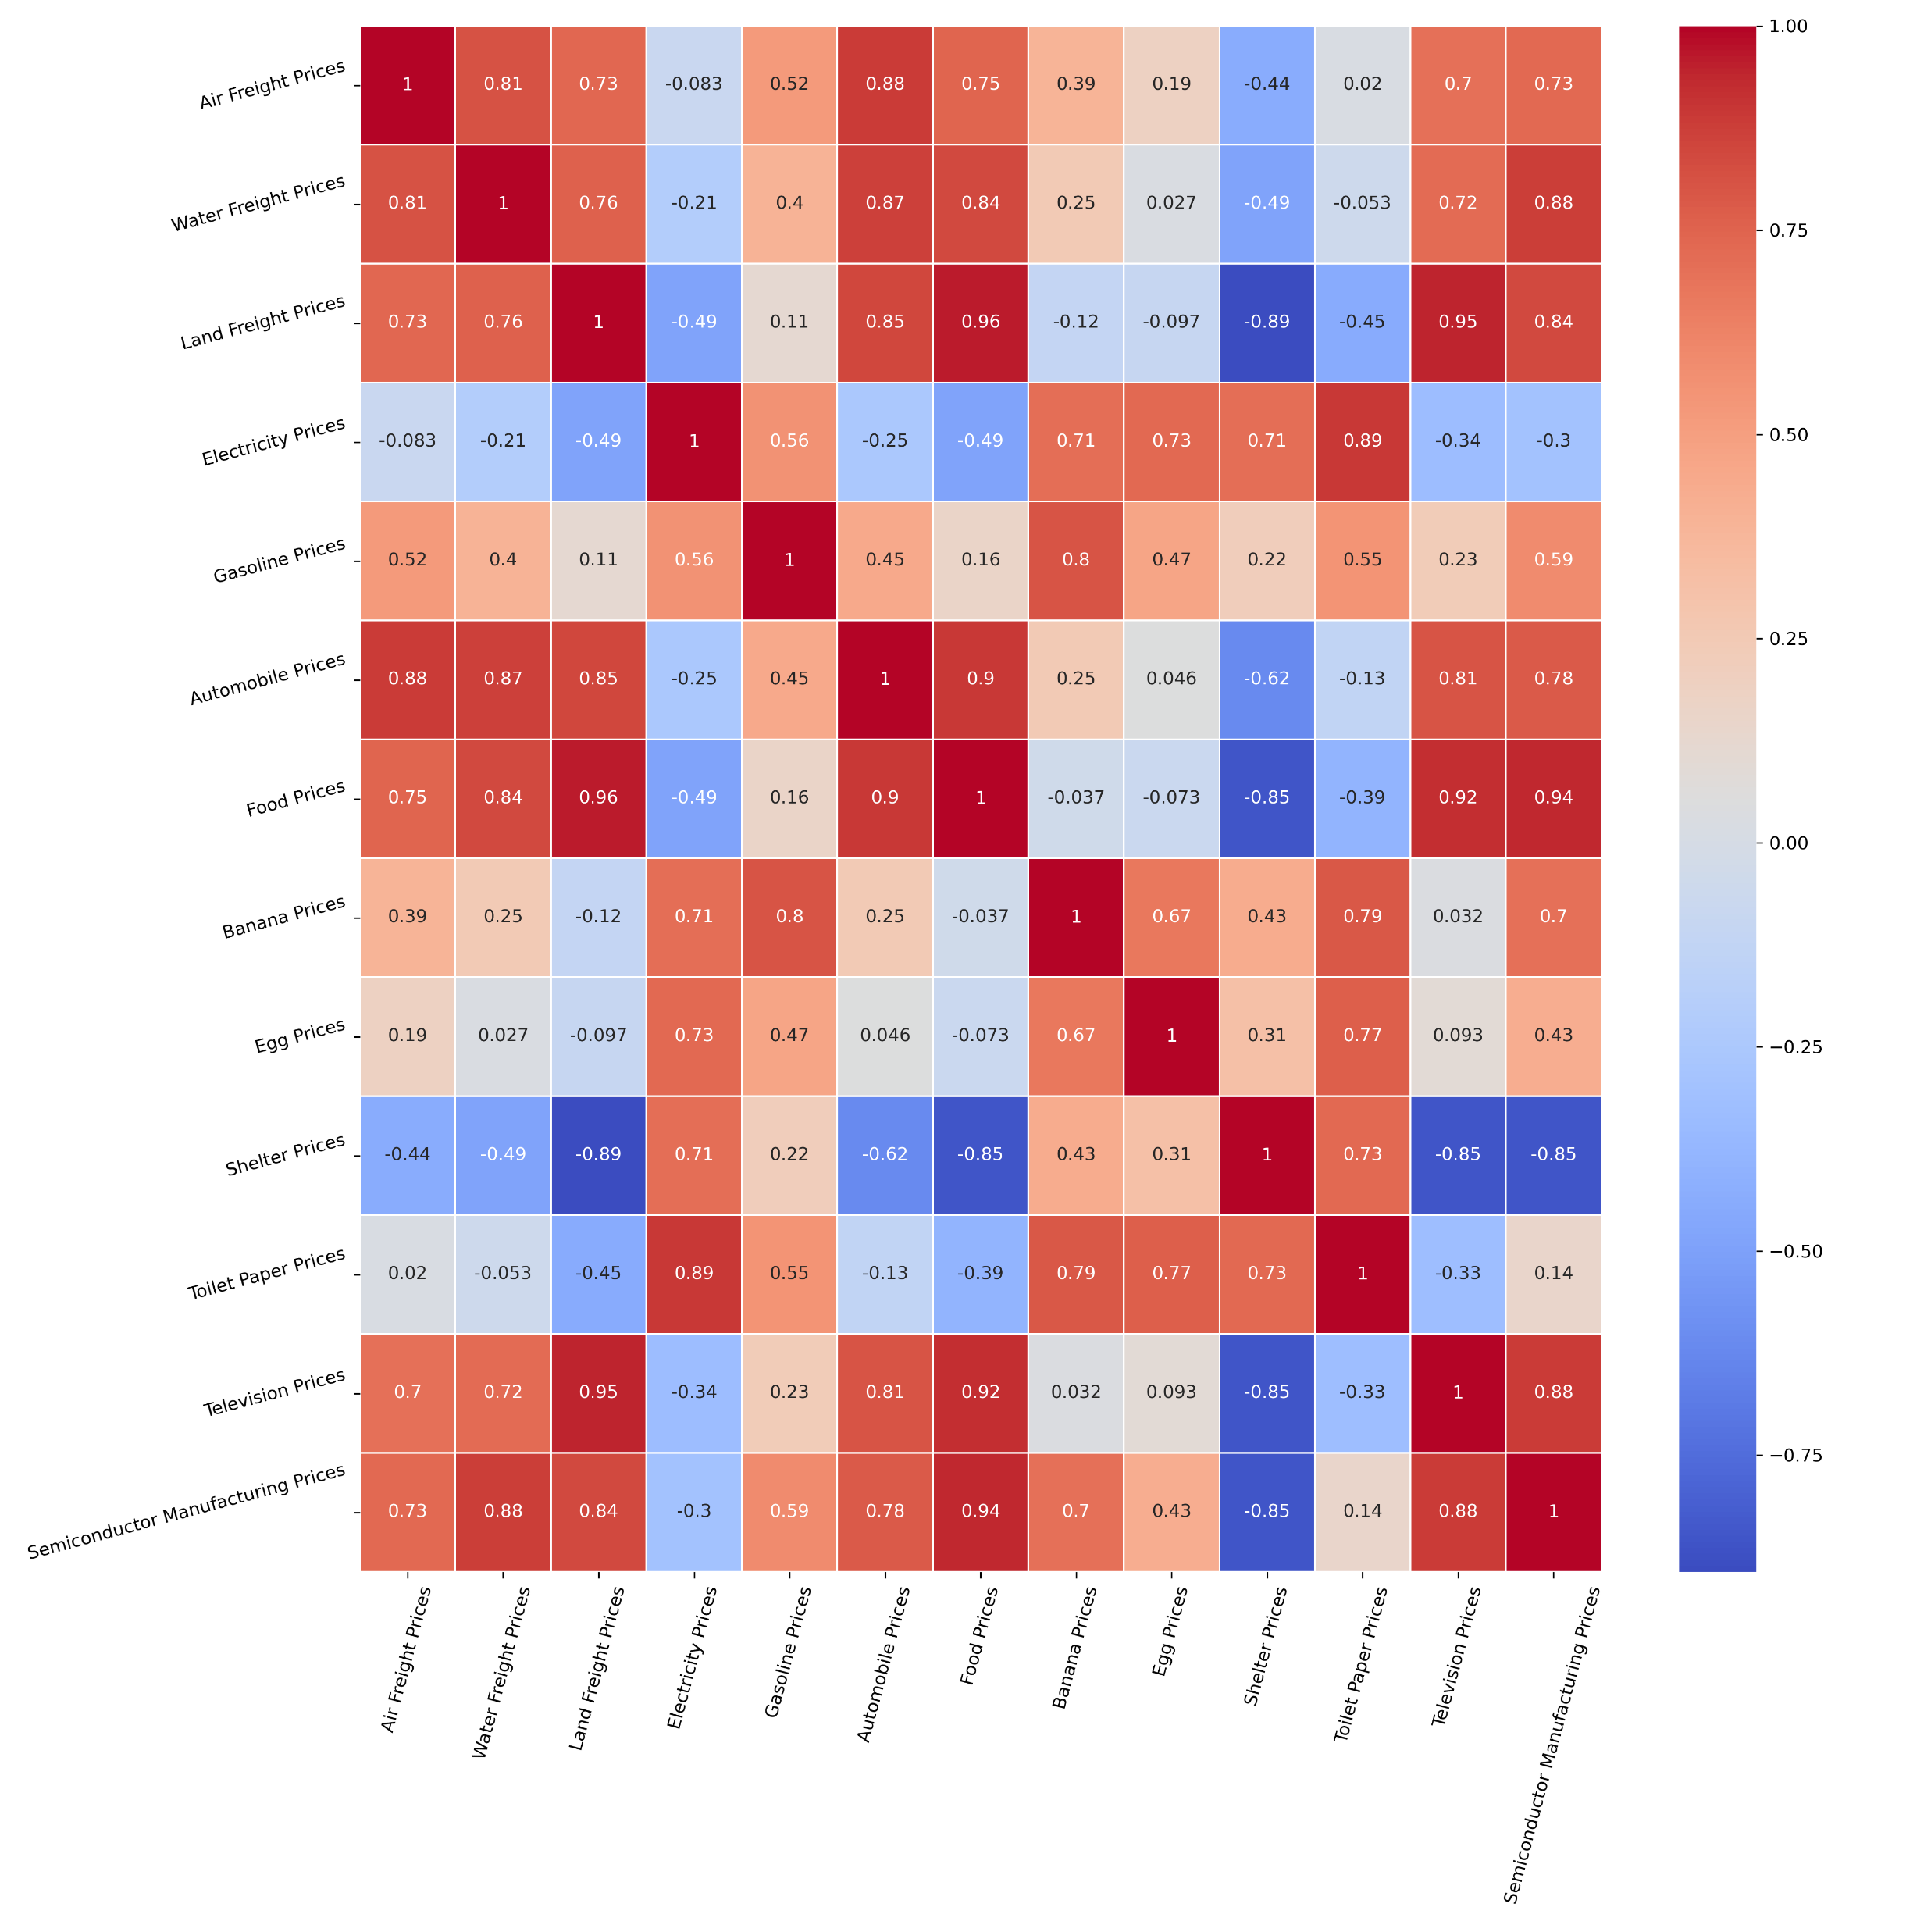 Air Freight Prices 1 0.81 0.73 -0.083 0.52 0.88 0.75 0.39 0.19 -0.44 0.02 0.7 0.73
Water Freight Prices 0.81 1 0.76 -0.21 0.4 0.87 0.84 0.25 0.027 -0.49 -0.053 0.72 0.88
Land Freight Prices 0.73 0.76 1 -0.49 0.11 0.85 0.96 -0.12 -0.097 -0.89 -0.45 0.95 0.84
Electricity Prices -0.083 -0.21 -0.49 1 0.56 -0.25 -0.49 0.71 0.73 0.71 0.89 -0.34 -0.3
Gasoline Prices 0.52 0.4 0.11 0.56 1 0.45 0.16 0.8 0.47 0.22 0.55 0.23 0.59
Automobile Prices 0.88 0.87 0.85 -0.25 0.45 1 0.9 0.25 0.046 -0.62 -0.13 0.81 0.78
Food Prices 0.75 0.84 0.96 -0.49 0.16 0.9 1 -0.037 -0.073 -0.85 -0.39 0.92 0.94
Banana Prices 0.39 0.25 -0.12 0.71 0.8 0.25 -0.037 1 0.67 0.43 0.79 0.032 0.7
Egg Prices 0.19 0.027 -0.097 0.73 0.47 0.046 -0.073 0.67 1 0.31 0.77 0.093 0.43
Shelter Prices -0.44 -0.49 -0.89 0.71 0.22 -0.62 -0.85 0.43 0.31 1 0.73 -0.85 -0.85
Toilet Paper Prices 0.02 -0.053 -0.45 0.89 0.55 -0.13 -0.39 0.79 0.77 0.73 1 -0.33 0.14
Television Prices 0.7 0.72 0.95 -0.34 0.23 0.81 0.92 0.032 0.093 -0.85 -0.33 1 0.88
Semiconductor Manufacturing Prices 0.73 0.88 0.84 -0.3 0.59 0.78 0.94 0.7 0.43 -0.85 0.14 0.88 1
Air Freight Prices
Water Freight Prices
Land Freight Prices
Electricity Prices
Gasoline Prices
Automobile Prices
Food Prices
Banana Prices
Egg Prices
Shelter Prices
Toilet Paper Prices
Television Prices
Semiconductor Manufacturing Prices
1.00
0.75
0.50
0.25
0.00
−0.25
−0.50
−0.75